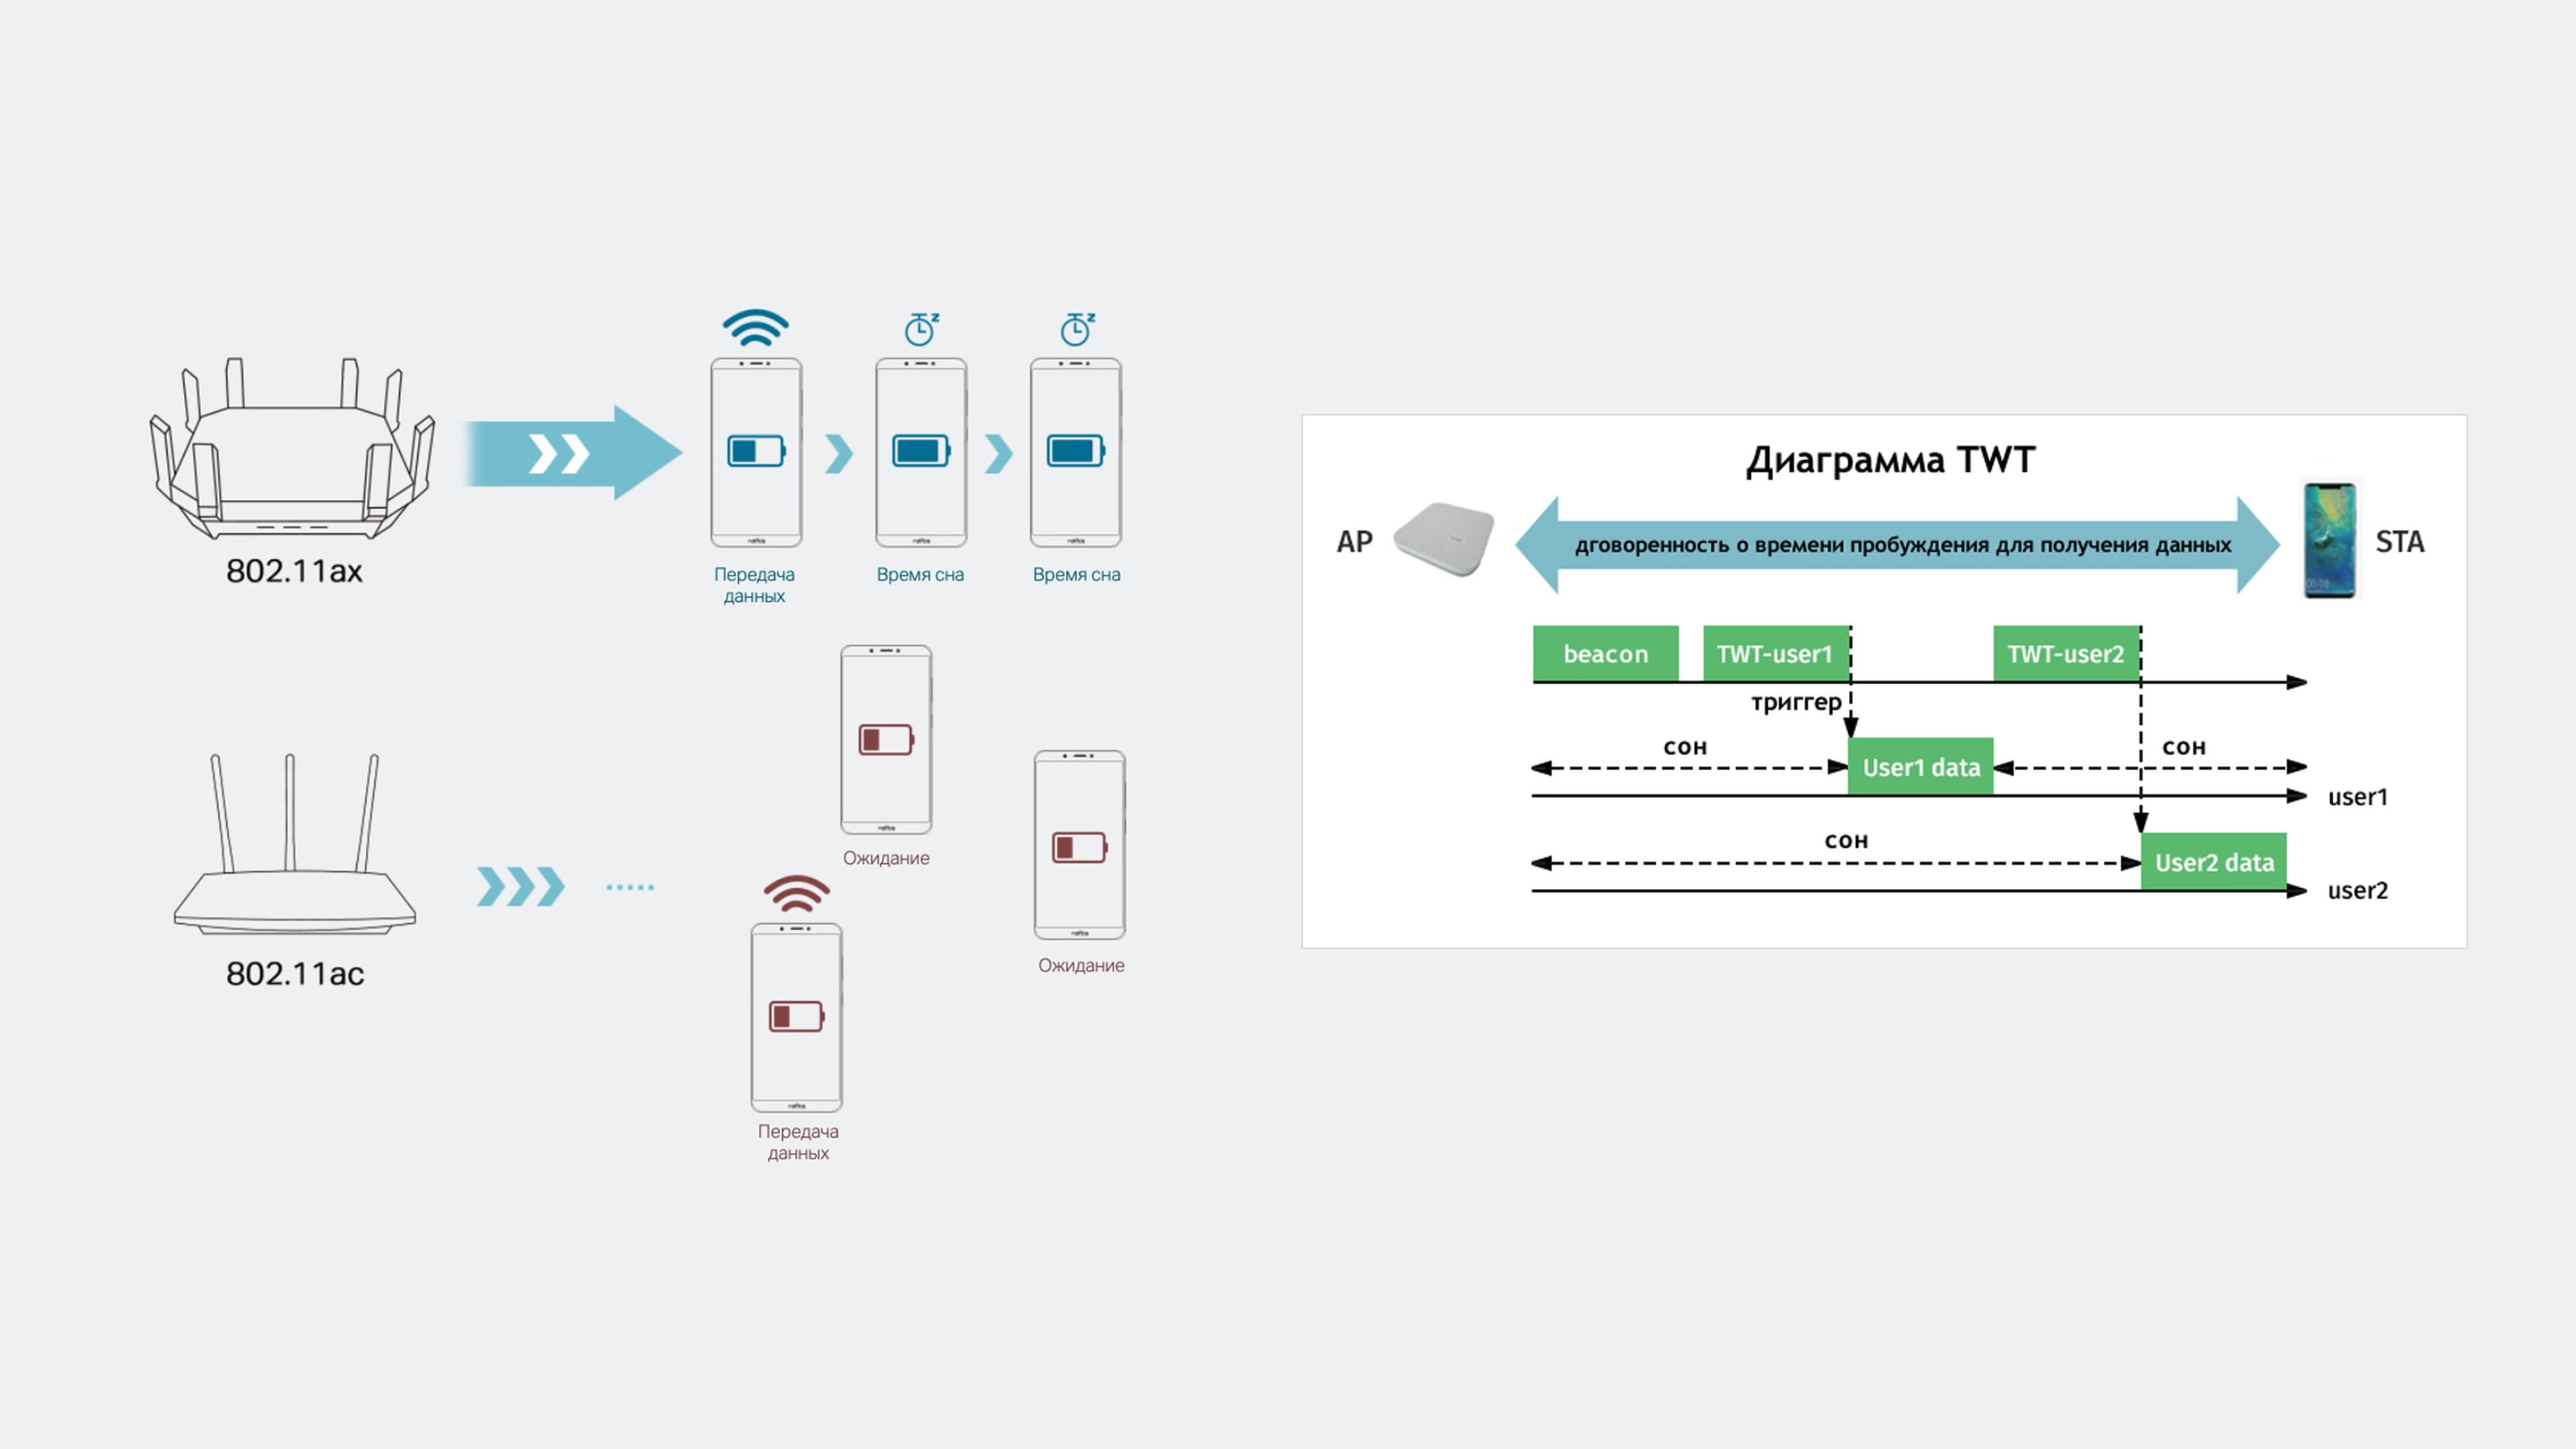 802.11ax
Передача
данных
Время сна
Время сна
802.11ac
Ожидание
Ожидание
Передача
данных
Диаграмма TWT
AP
дговоренность о времени пробуждения для получения данных
STA
beacon
TWT-user1
TWT-user2
триггер
сон
User1 data
сон
user1
сон
User2 data
user2